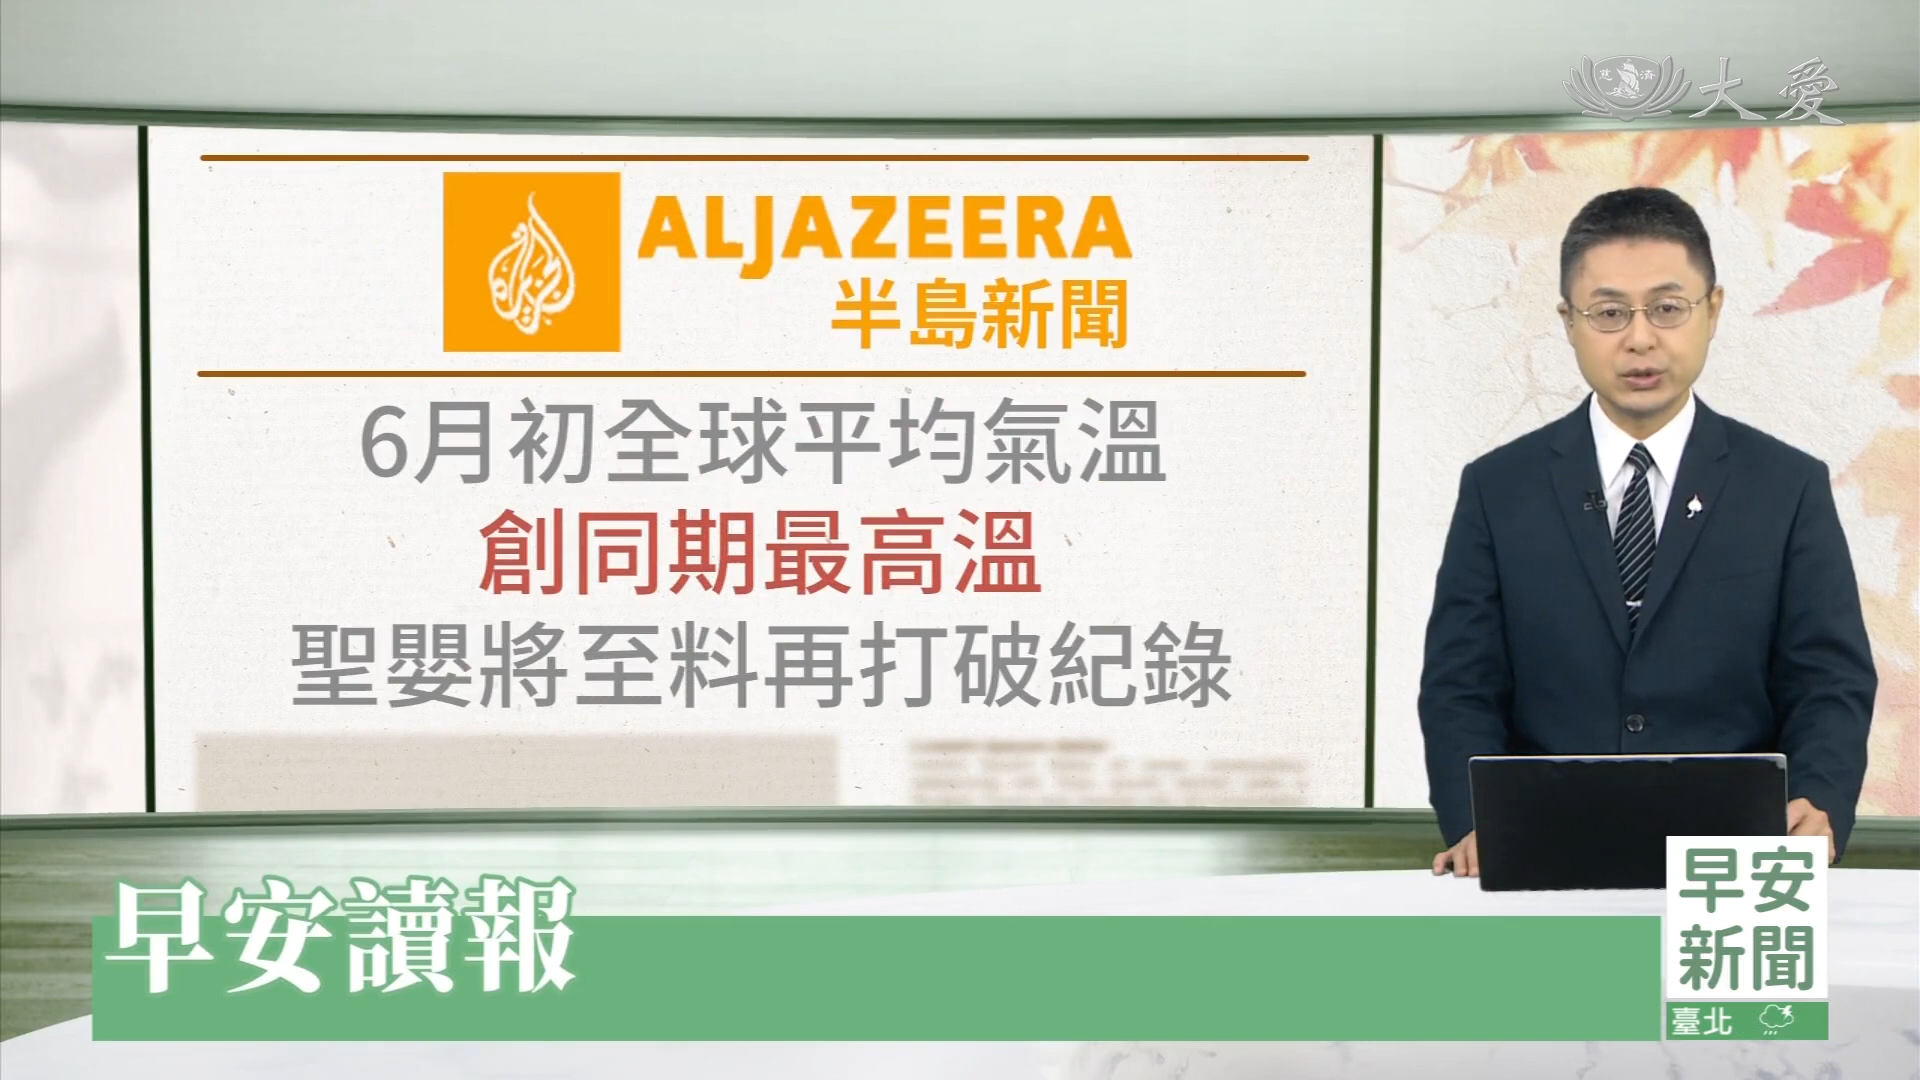 慈濟
大愛
ALJAZEERA
半島新聞
6月初全球平均氣溫
創同期最高溫
聖嬰將至料再打破紀錄
早安讀報
早安
新聞
臺北